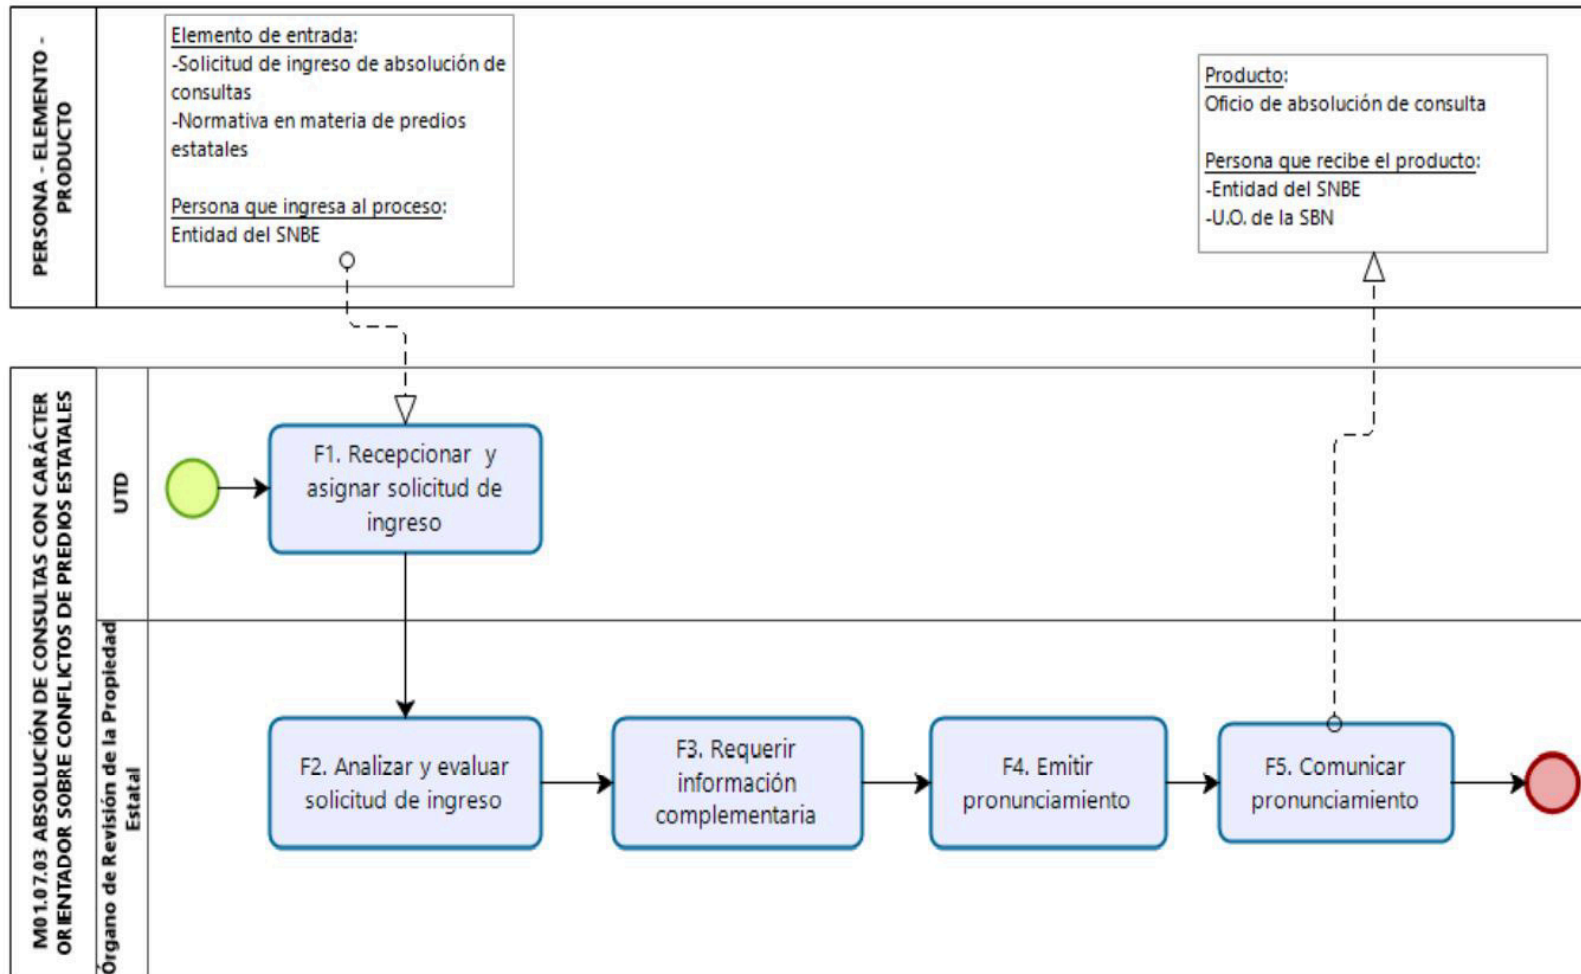 PERSONA - ELEMENTO -
PRODUCTO
Elemento de entrada:
-Solicitud de ingreso de absolución de
consultas
-Normativa en materia de predios
estatales
Persona que ingresa al proceso:
Entidad del SNBE
Producto:
Oficio de absolución de consulta
Persona que recibe el producto:
-Entidad del SNBE
-U.O. de la SBN
M01.07.03 ABSOLUCIÓN DE CONSULTAS CON CARÁCTER
ORIENTADOR SOBRE CONFLICTOS DE PREDIOS ESTATALES
UTD
F1. Recepcionar y
asignar solicitud de
ingreso
Órgano de Revisión de la Propiedad
Estatal
F2. Analizar y evaluar
solicitud de ingreso
F3. Requerir
información
complementaria
F4. Emitir
pronunciamiento
F5. Comunicar
pronunciamiento